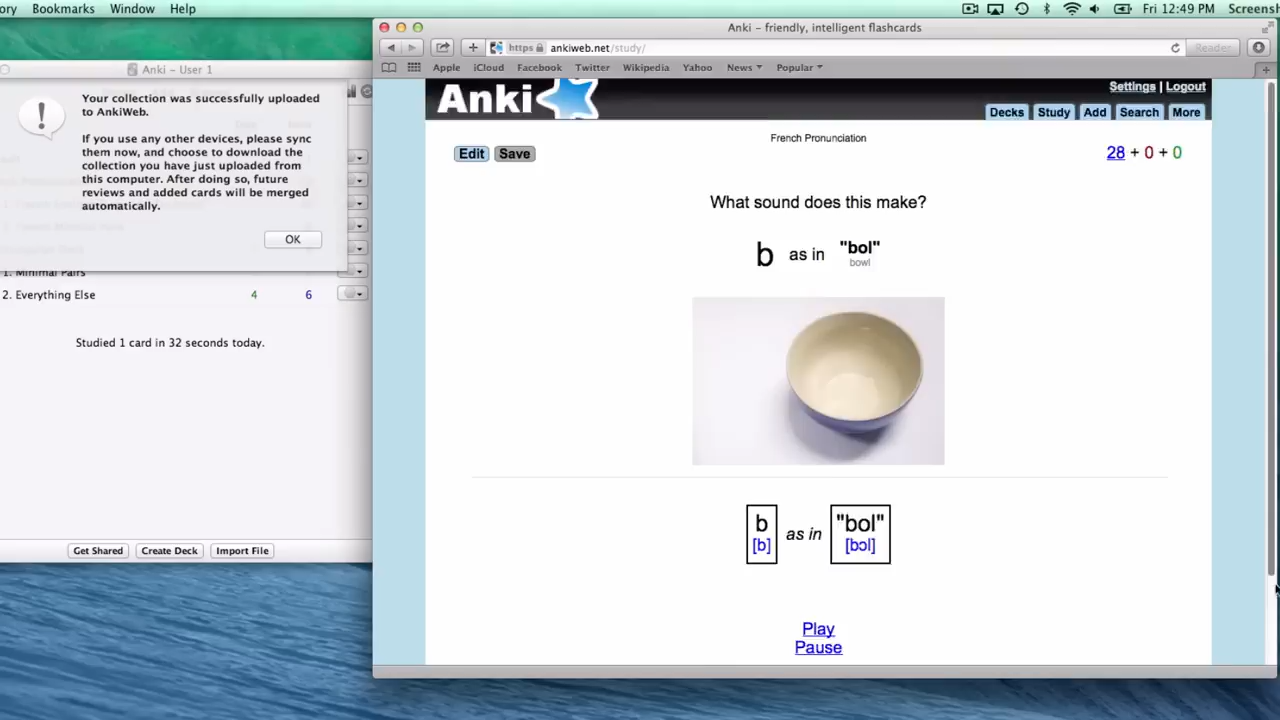 ory Bookmarks Window Help
Fri 12:49 PM Screensh
Anki – User 1
Your collection was successfully uploaded
to AnkiWeb.
If you use any other devices, please sync
them now, and choose to download the
collection you have just uploaded from
this computer. After doing so, future
reviews and added cards will be merged
automatically.
OK
1. Minimal Pairs
2. Everything Else 4 6
Studied 1 card in 32 seconds today.
Get Shared Create Deck Import File
Anki – friendly, intelligent flashcards
https ankiweb.net/study/
Reader
Apple iCloud Facebook Twitter Wikipedia Yahoo News Popular
Anki
Settings | Logout
Decks Study Add Search More
French Pronunciation
Edit Save
28 + 0 + 0
What sound does this make?
b as in "bol"
bowl
b as in "bol"
[b] [bɔl]
Play
Pause